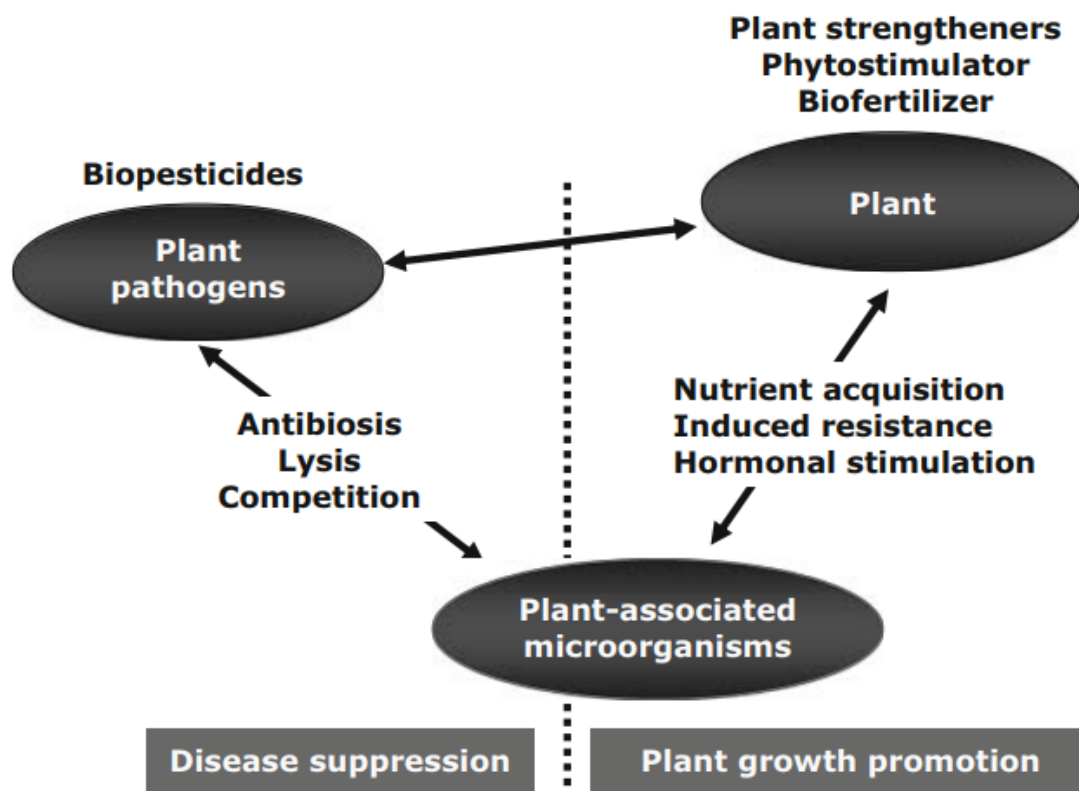 Plant strengtheners
Phytostimulator
Biofertilizer
Biopesticides
Plant
Plant
pathogens
Nutrient acquisition
Induced resistance
Hormonal stimulation
Antibiosis
Lysis
Competition
Plant-associated
microorganisms
Disease suppression
Plant growth promotion